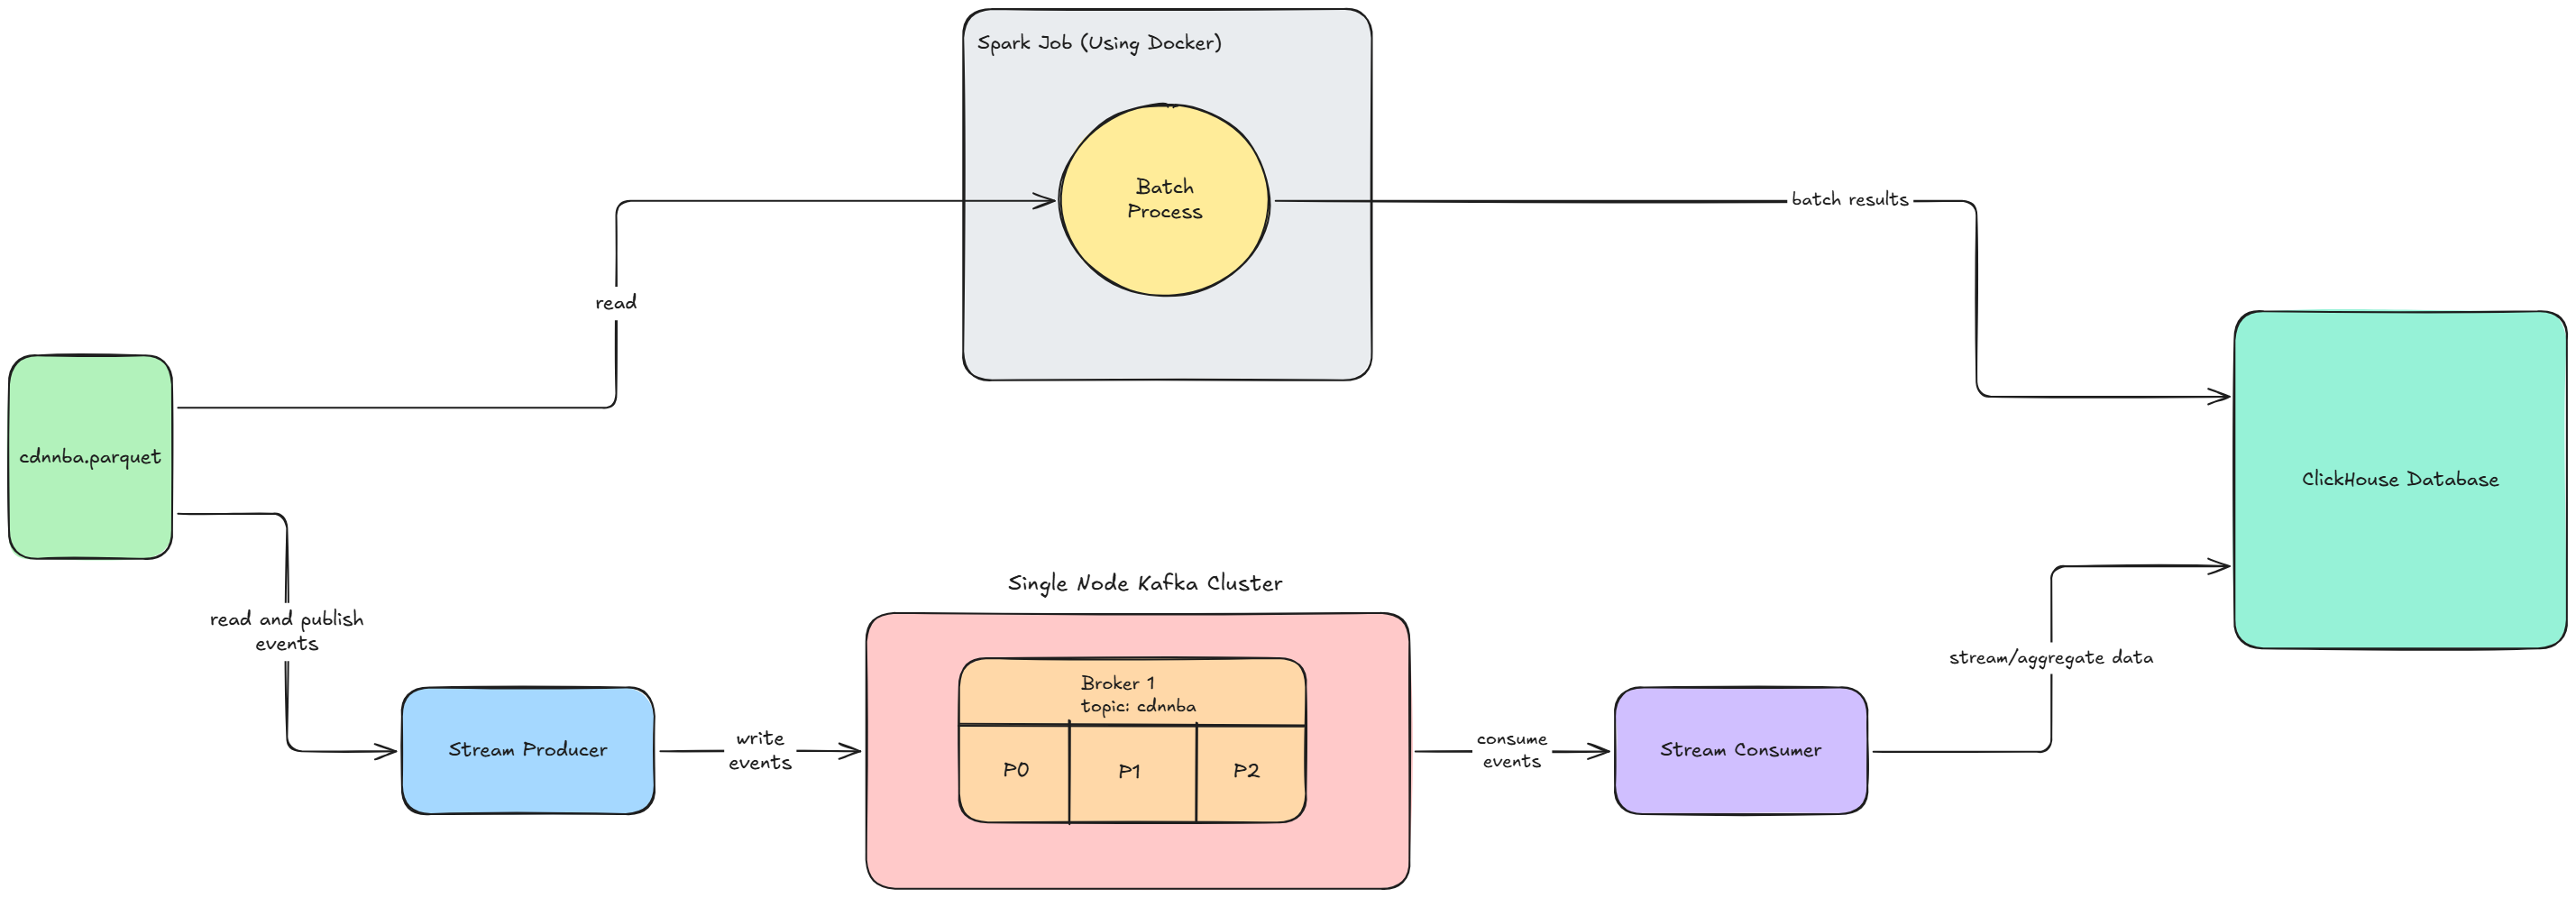 Spark Job (Using Docker)
Batch
Process
batch results
read
cdnnba.parquet
ClickHouse Database
read and publish
events
Single Node Kafka Cluster
Broker 1
topic: cdnnba
P0
P1
P2
Stream Producer
write
events
consume
events
Stream Consumer
stream/aggregate data